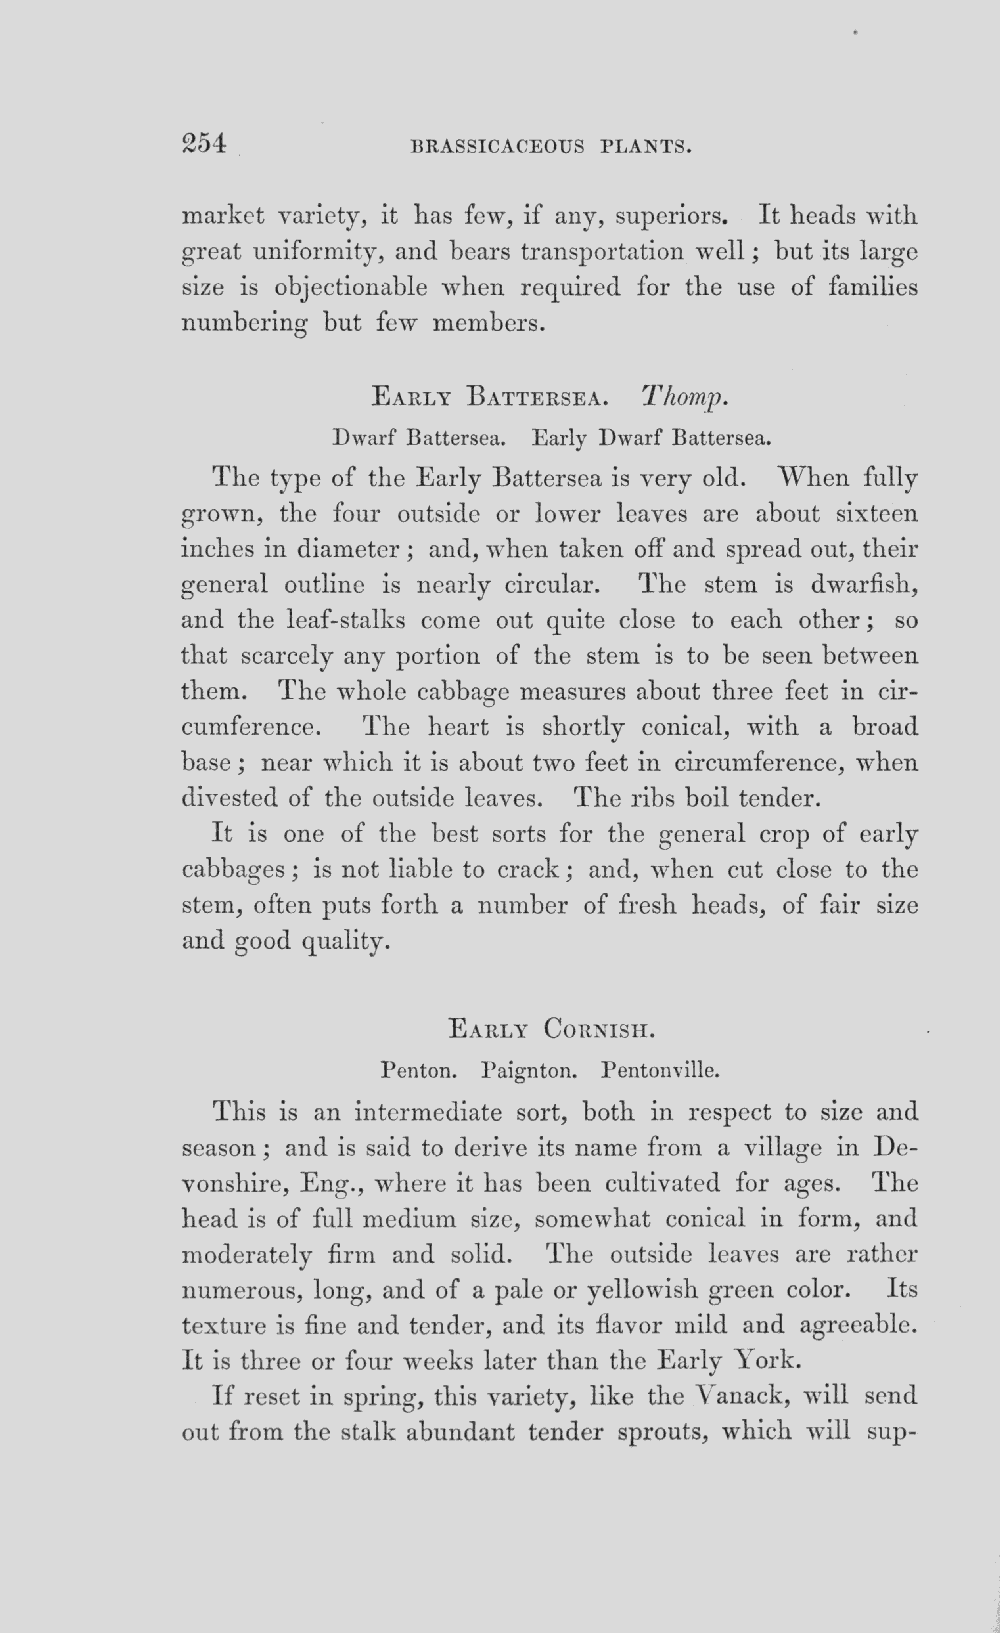 254 BRASSICACEOUS PLANTS.
market variety, it has few, if any, superiors. It heads with
great uniformity, and bears transportation well; but its large
size is objectionable when required for the use of families
numbering but few members.
EARLY BATTERSEA. Thomp.
Dwarf Battersea. Early Dwarf Battersea.
The type of the Early Battersea is very old. When fully
grown, the four outside or lower leaves are about sixteen
inches in diameter; and, when taken off and spread out, their
general outline is nearly circular. The stem is dwarfish,
and the leaf-stalks come out quite close to each other; so
that scarcely any portion of the stem is to be seen between
them. The whole cabbage measures about three feet in cir-
cumference. The heart is shortly conical, with a broad
base; near which it is about two feet in circumference, when
divested of the outside leaves. The ribs boil tender.
It is one of the best sorts for the general crop of early
cabbages; is not liable to crack; and, when cut close to the
stem, often puts forth a number of fresh heads, of fair size
and good quality.
EARLY CORNISH.
Penton. Paignton. Pentonville.
This is an intermediate sort, both in respect to size and
season; and is said to derive its name from a village in De-
vonshire, Eng., where it has been cultivated for ages. The
head is of full medium size, somewhat conical in form, and
moderately firm and solid. The outside leaves are rather
numerous, long, and of a pale or yellowish green color. Its
texture is fine and tender, and its flavor mild and agreeable.
It is three or four weeks later than the Early York.
If reset in spring, this variety, like the Vanack, will send
out from the stalk abundant tender sprouts, which will sup-